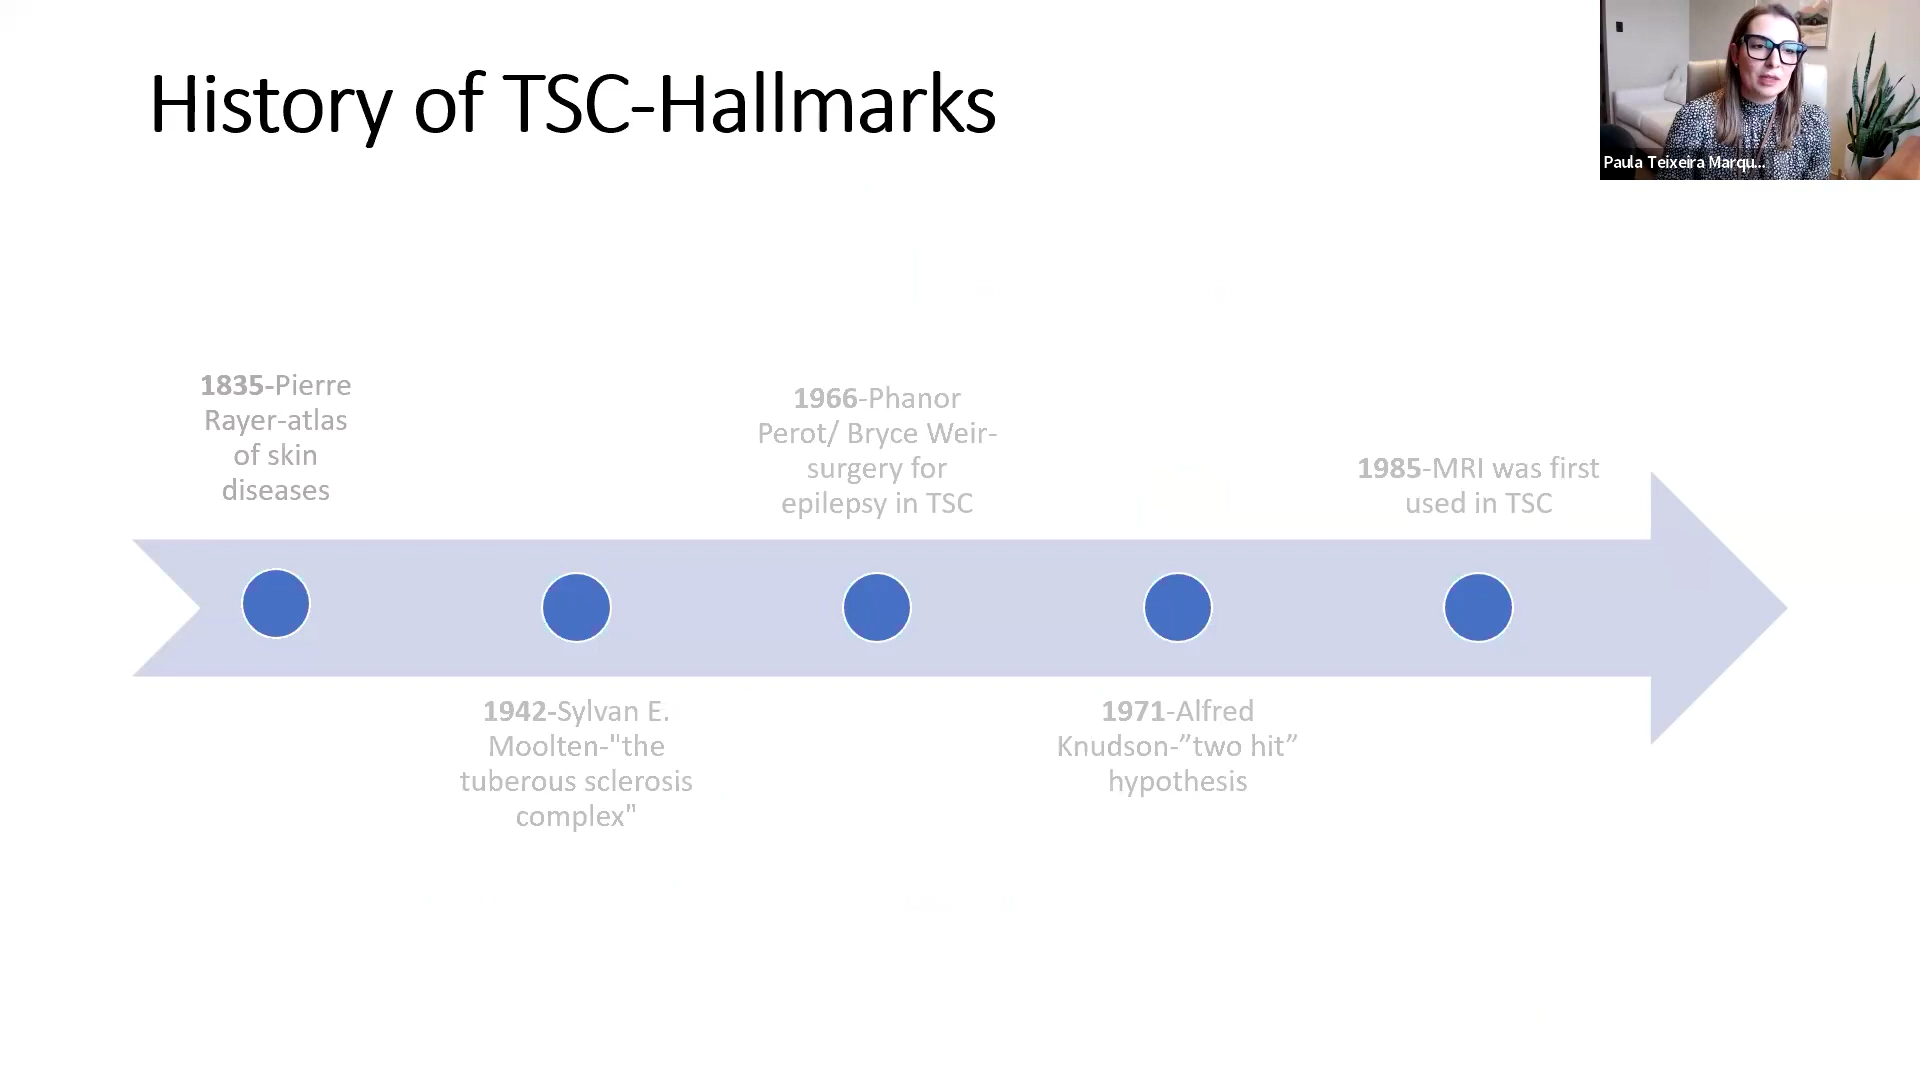 History of TSC-Hallmarks
Paula Teixeira Marqu...
1835-Pierre
Rayer-atlas
of skin
diseases
1942-Sylvan E.
Moolten-"the
tuberous sclerosis
complex"
1966-Phanor
Perot/ Bryce Weir-
surgery for
epilepsy in TSC
1971-Alfred
Knudson-”two hit”
hypothesis
1985-MRI was first
used in TSC